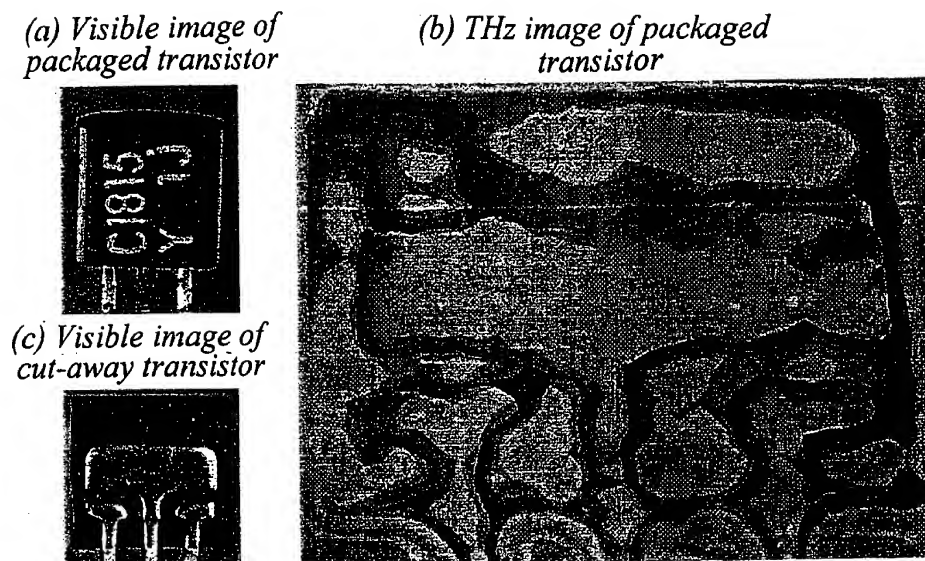 (a) Visible image of
packaged transistor
(b) THz image of packaged
transistor
C1815
Y
(c) Visible image of
cut-away transistor